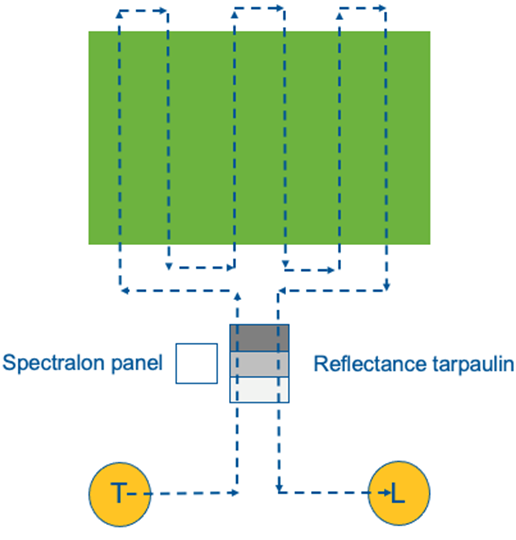 Spectralon panel
Reflectance tarpaulin
T
L